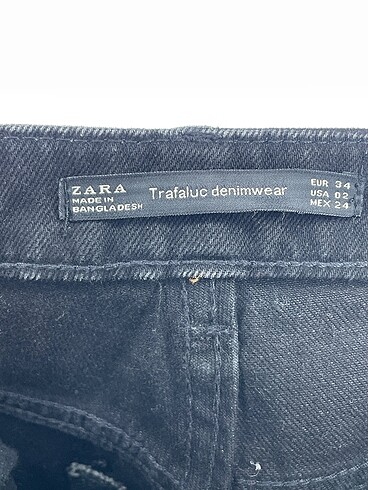 ZARA
MADE IN
BANGLADESH
Trafaluc denimwear
EUR 34
USA 02
MEX 24